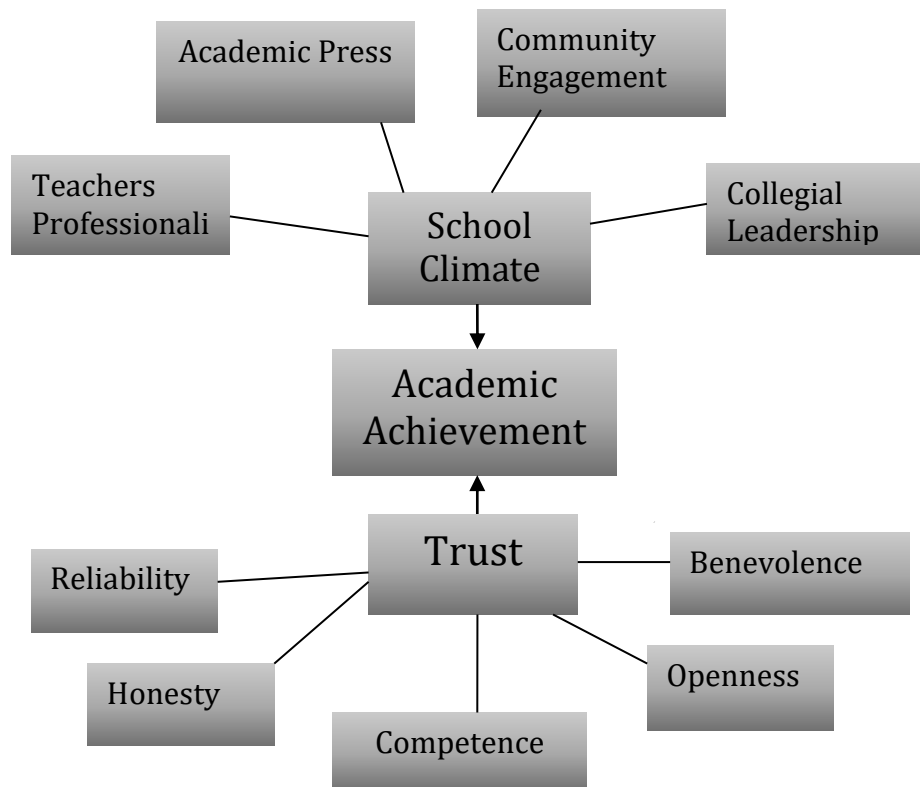 Academic Press
Community
Engagement
Teachers
Professionali
Collegial
Leadership
School
Climate
Academic
Achievement
Trust
Reliability
Benevolence
Honesty
Openness
Competence